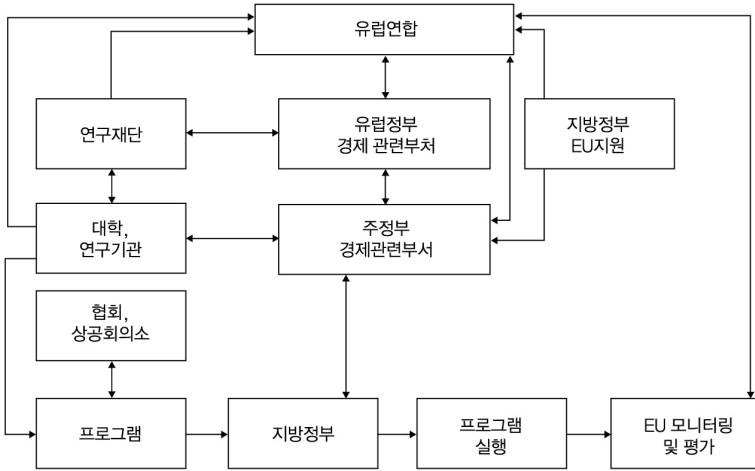 유럽연합
연구재단
유럽정부
경제 관련부처
지방정부
EU지원
대학,
연구기관
주정부
경제관련부서
협회,
상공회의소
프로그램
지방정부
프로그램
실행
EU 모니터링
및 평가